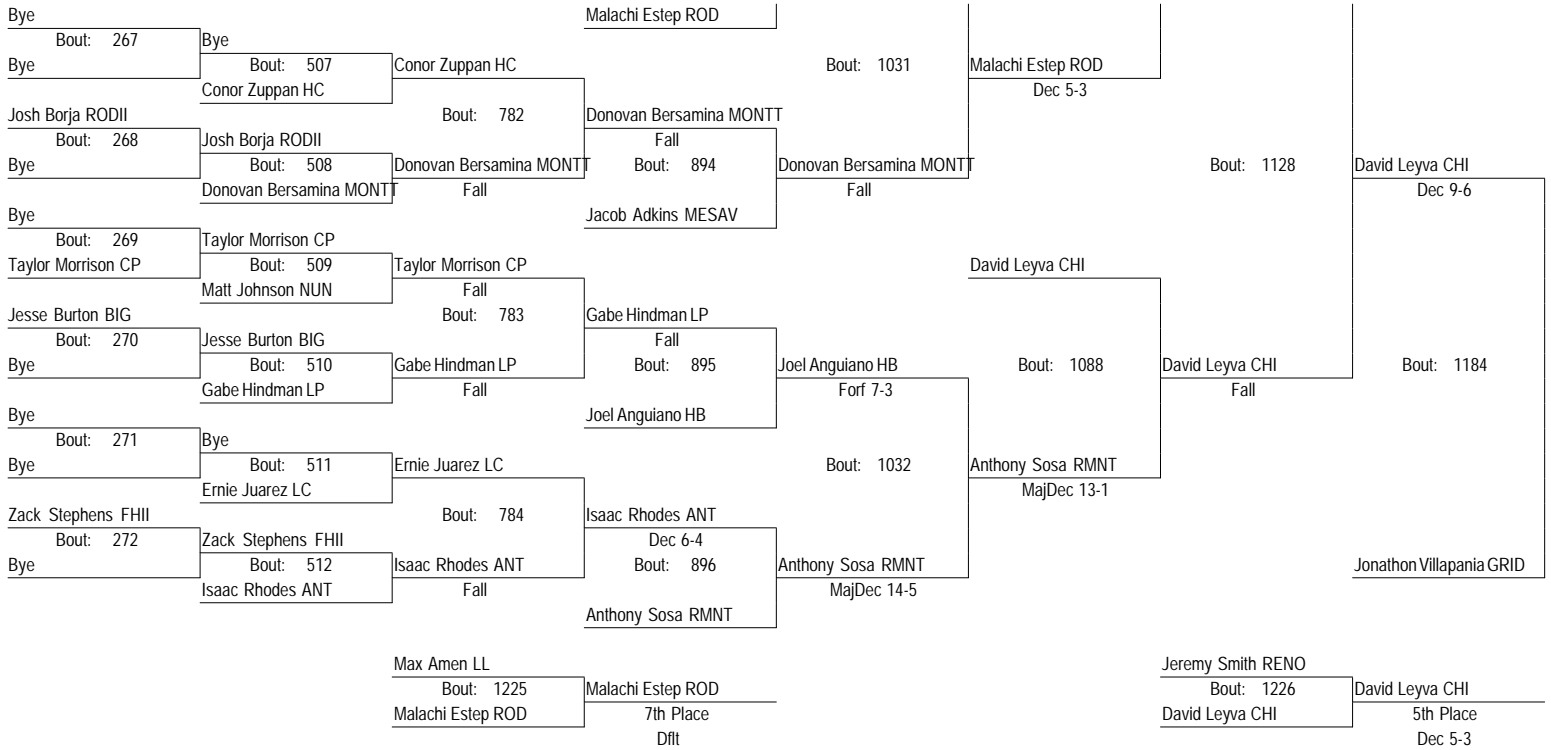 Bye
Malachi Estep ROD
Bout: 267
Bye
Bye
Bout: 507
Conor Zuppan HC
Bout: 1031
Malachi Estep ROD
Conor Zuppan HC
Dec 5-3
Josh Borja RODII
Bout: 782
Donovan Bersamina MONTT
Bout: 268
Josh Borja RODII
Fall
Bye
Bout: 508
Donovan Bersamina MONTT
Bout: 894
Donovan Bersamina MONTT
Bout: 1128
David Leyva CHI
Donovan Bersamina MONTT
Fall
Fall
Dec 9-6
Bye
Jacob Adkins MESAV
Bout: 269
Taylor Morrison CP
Taylor Morrison CP
Bout: 509
Taylor Morrison CP
David Leyva CHI
Matt Johnson NUN
Fall
Jesse Burton BIG
Bout: 783
Gabe Hindman LP
Bout: 270
Jesse Burton BIG
Fall
Bye
Bout: 510
Gabe Hindman LP
Bout: 895
Joel Anguiano HB
Bout: 1088
David Leyva CHI
Bout: 1184
Gabe Hindman LP
Fall
Forf 7-3
Fall
Bye
Joel Anguiano HB
Bout: 271
Bye
Bye
Bout: 511
Ernie Juarez LC
Bout: 1032
Anthony Sosa RMNT
Ernie Juarez LC
MajDec 13-1
Zack Stephens FHII
Bout: 784
Isaac Rhodes ANT
Bout: 272
Zack Stephens FHII
Dec 6-4
Bye
Bout: 512
Isaac Rhodes ANT
Bout: 896
Anthony Sosa RMNT
Jonathon Villapania GRID
Isaac Rhodes ANT
Fall
MajDec 14-5
Anthony Sosa RMNT
Max Amen LL
Jeremy Smith RENO
Bout: 1225
Malachi Estep ROD
Bout: 1226
David Leyva CHI
Malachi Estep ROD
7th Place
David Leyva CHI
5th Place
Dflt
Dec 5-3